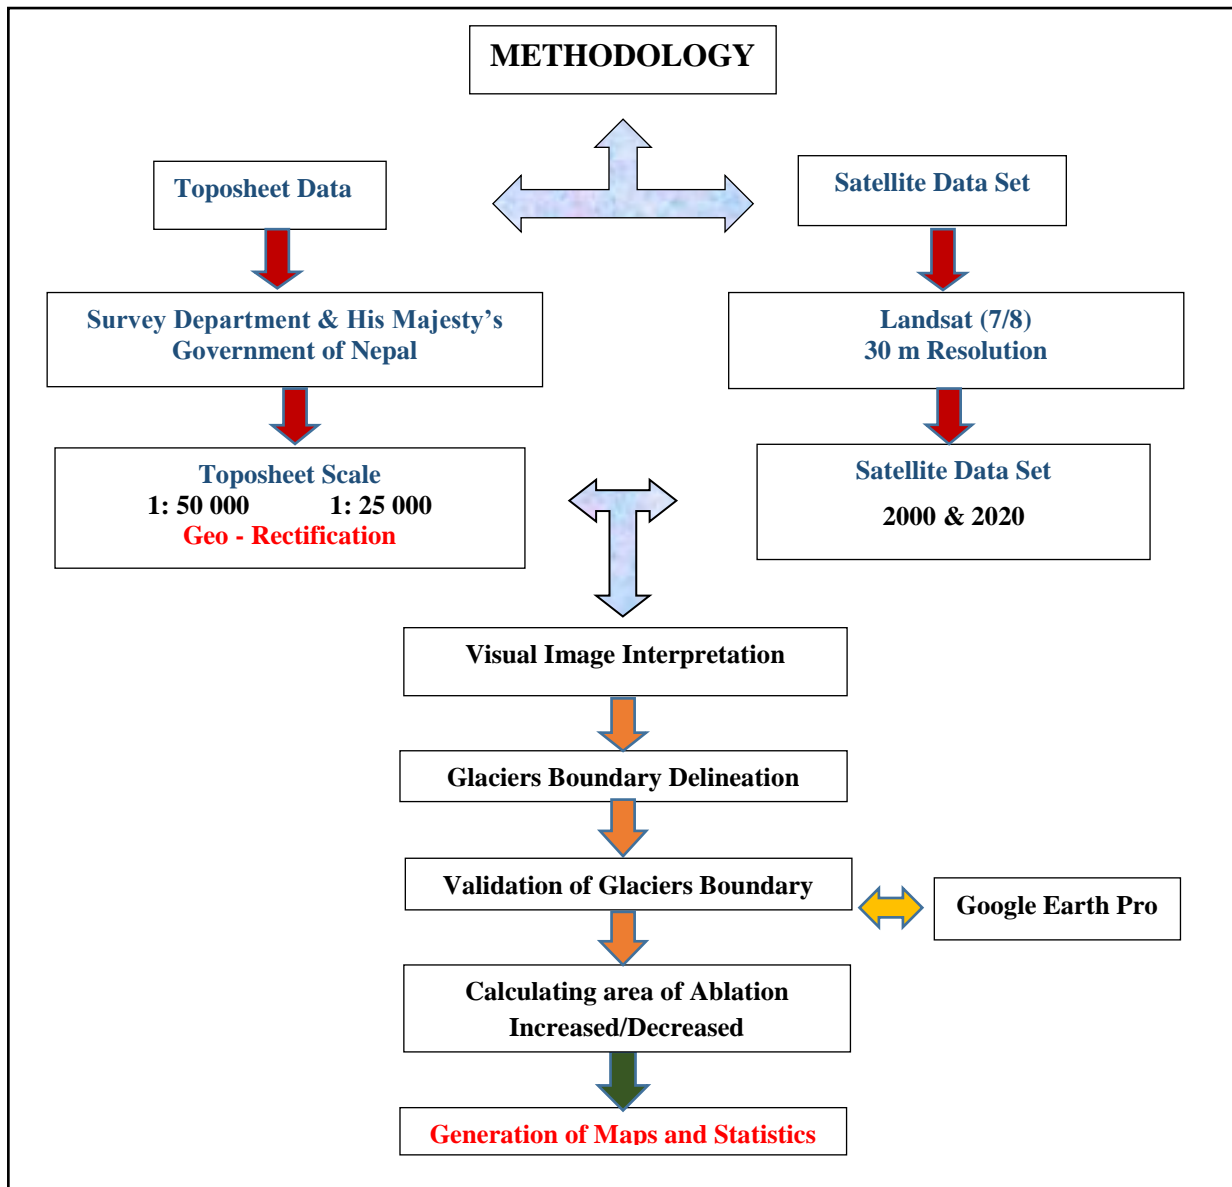 METHODOLOGY
Toposheet Data
Satellite Data Set
Survey Department & His Majesty’s
Government of Nepal
Landsat (7/8)
30 m Resolution
Toposheet Scale
1: 50 000 1: 25 000
Geo - Rectification
Satellite Data Set
2000 & 2020
Visual Image Interpretation
Glaciers Boundary Delineation
Validation of Glaciers Boundary
Google Earth Pro
Calculating area of Ablation
Increased/Decreased
Generation of Maps and Statistics